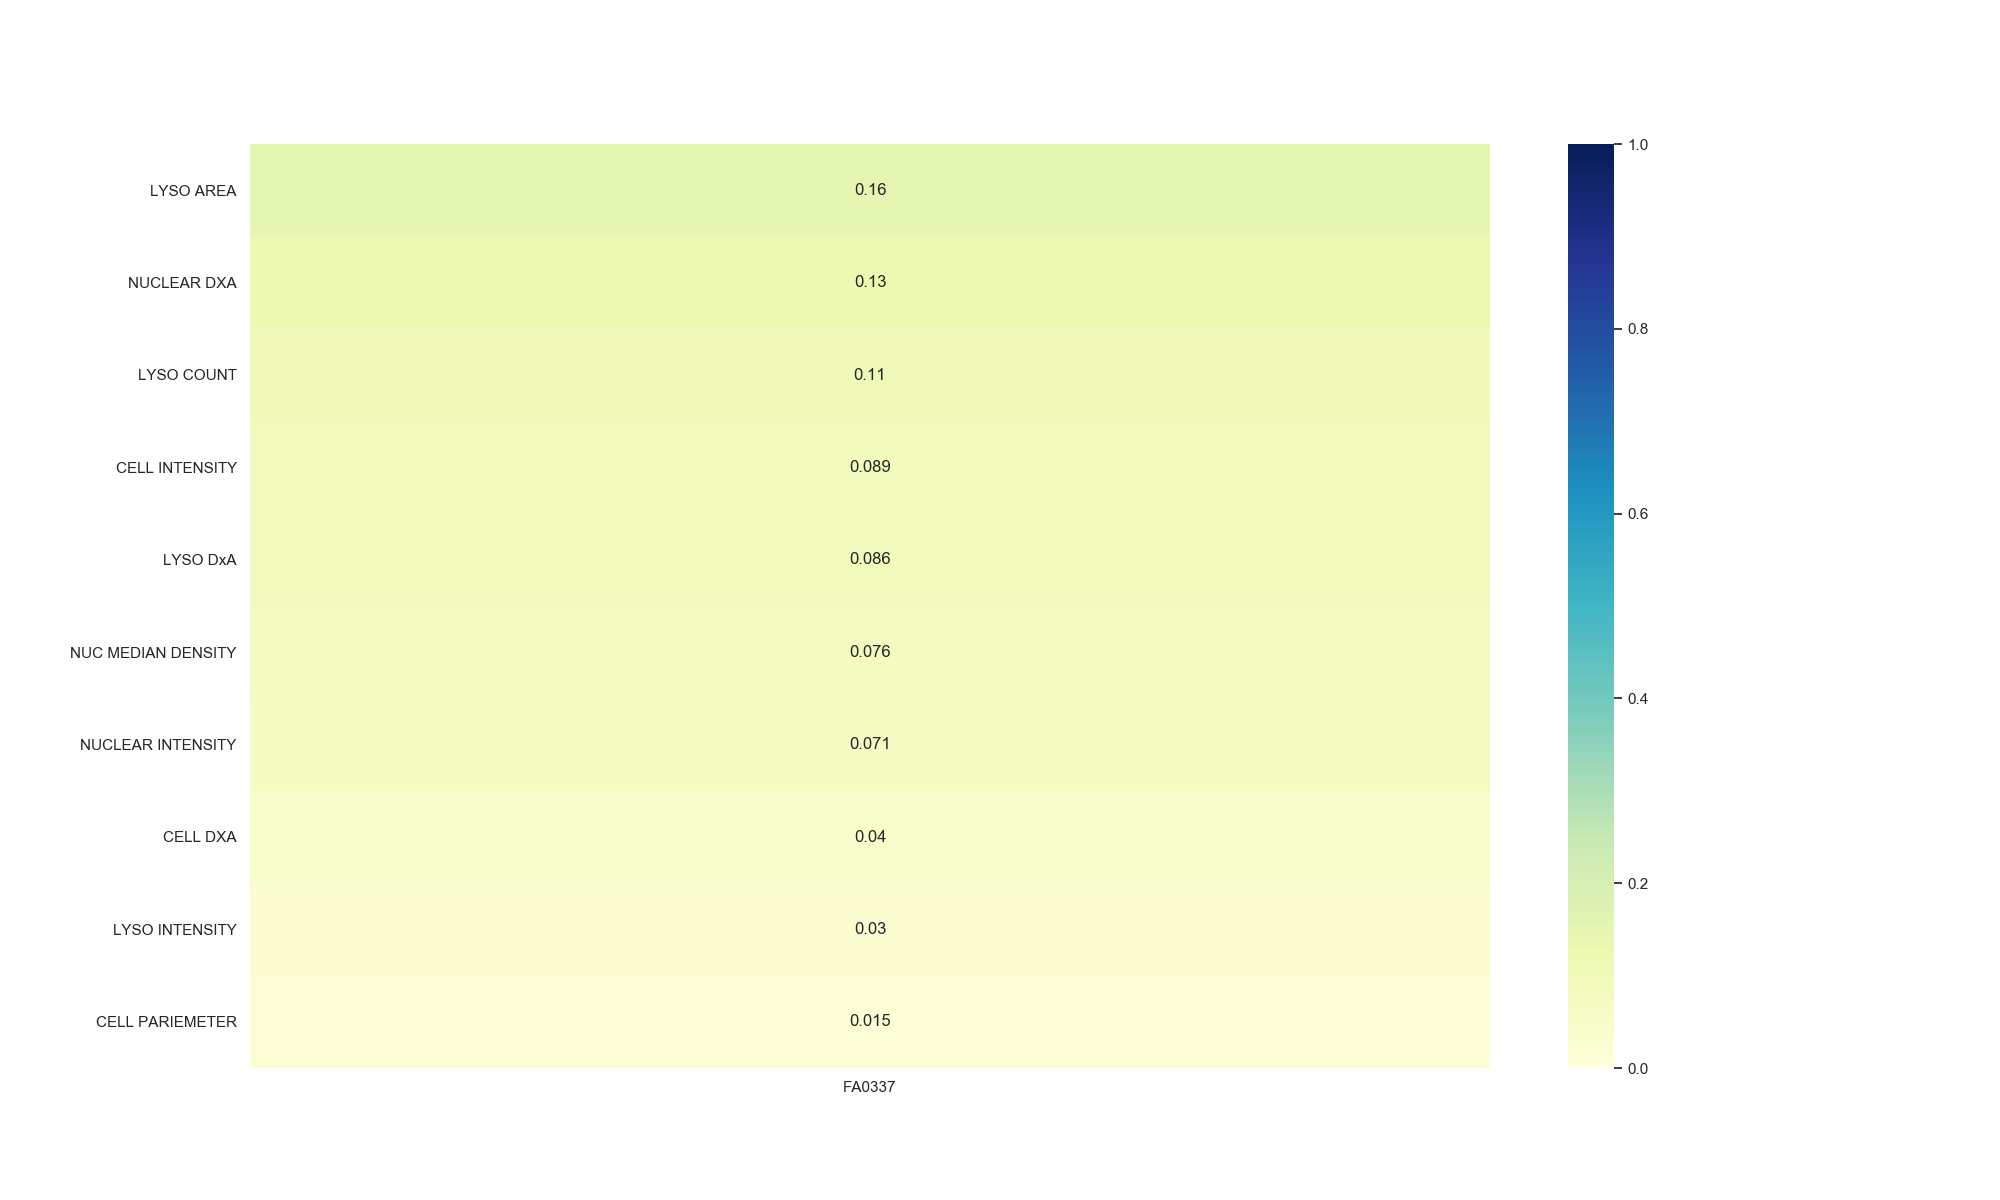 LYSO AREA 0.16
NUCLEAR DXA 0.13
LYSO COUNT 0.11
CELL INTENSITY 0.089
LYSO DxA 0.086
NUC MEDIAN DENSITY 0.076
NUCLEAR INTENSITY 0.071
CELL DXA 0.04
LYSO INTENSITY 0.03
CELL PARIEMETER 0.015
FA0337
1.0
0.8
0.6
0.4
0.2
0.0